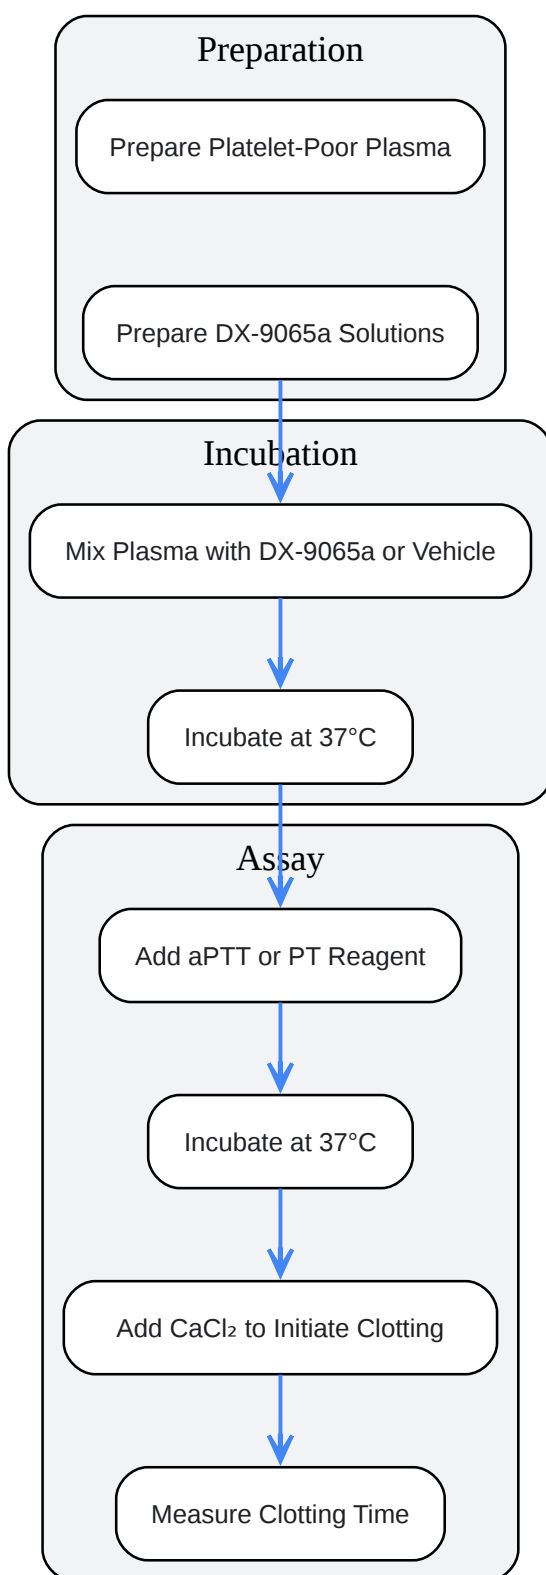 Preparation
Prepare Platelet-Poor Plasma
Prepare DX-9065a Solutions
Incubation
Mix Plasma with DX-9065a or Vehicle
Incubate at 37°C
Assay
Add aPTT or PT Reagent
Incubate at 37°C
Add CaCl₂ to Initiate Clotting
Measure Clotting Time